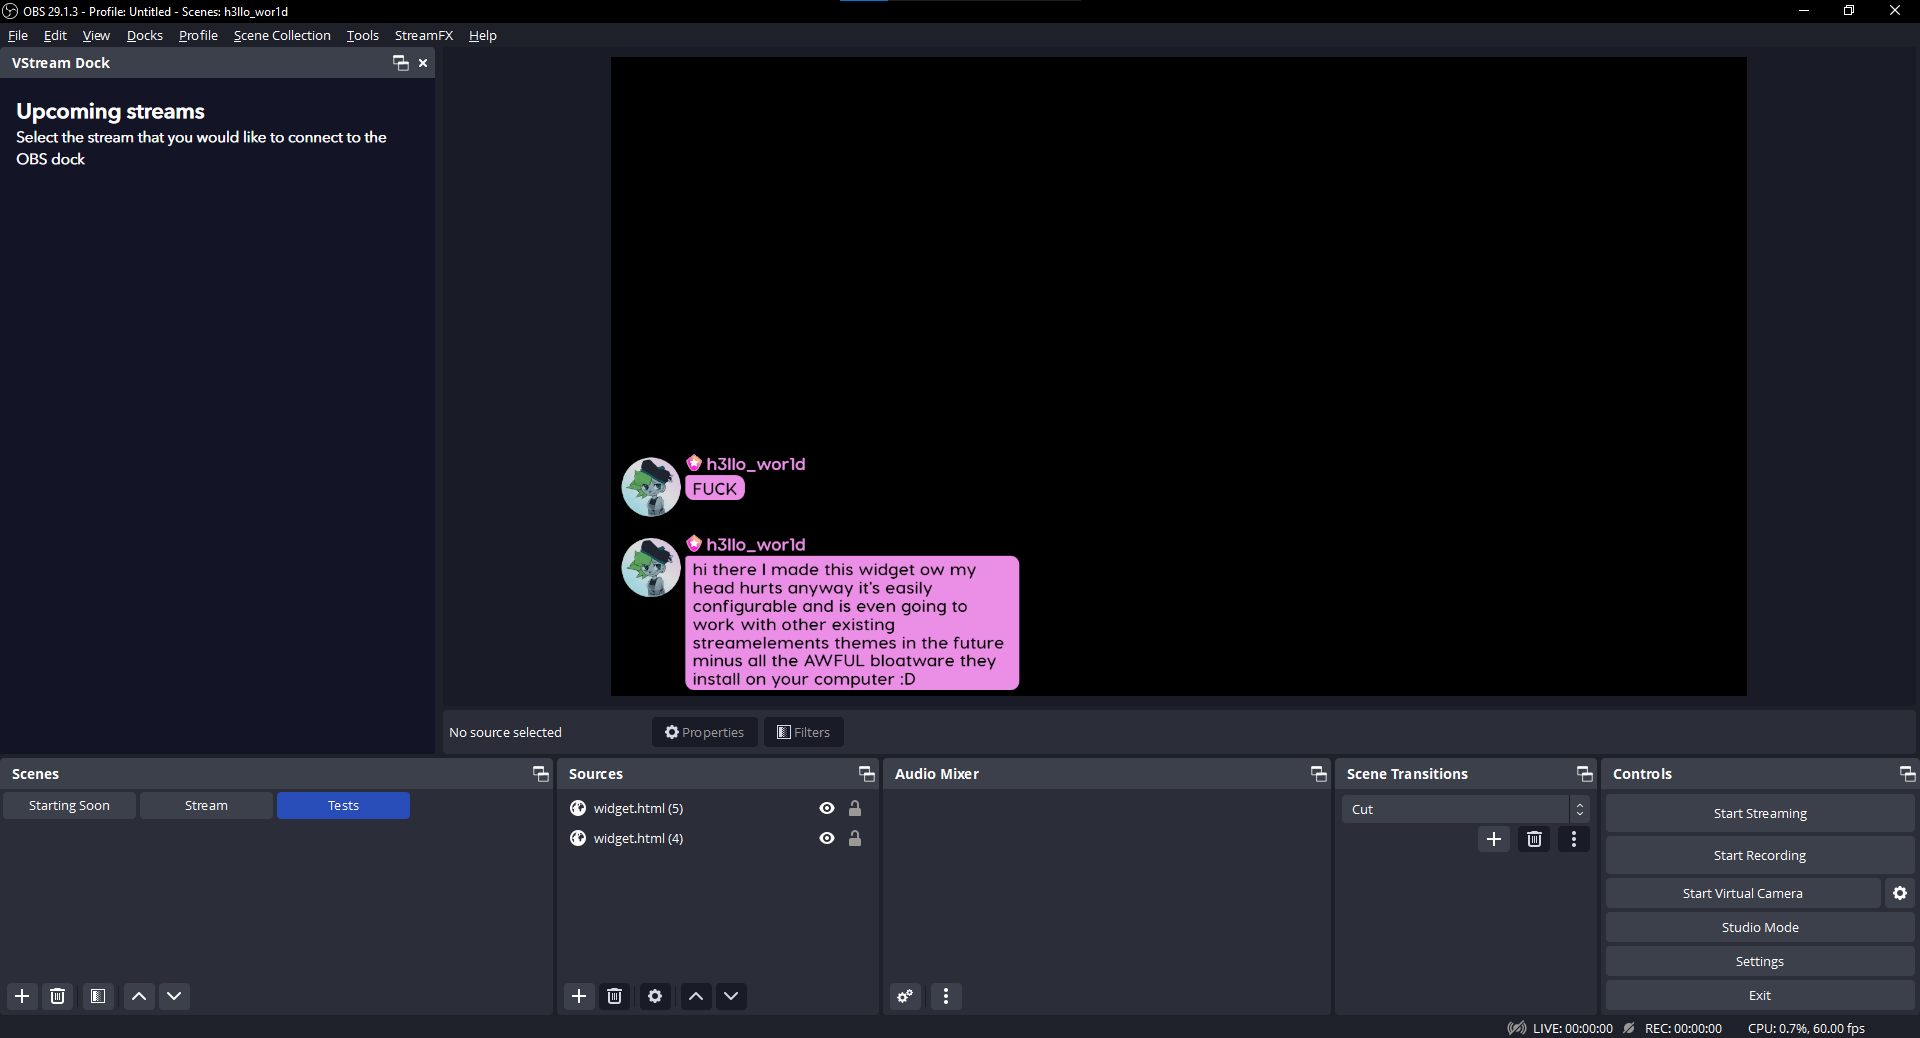 OBS 29.1.3 - Profile: Untitled - Scenes: h3llo_wor1d
File Edit View Docks Profile Scene Collection Tools StreamFX Help
VStream Dock
Upcoming streams
Select the stream that you would like to connect to the
OBS dock
h3llo_wor1d
FUCK
h3llo_wor1d
hi there I made this widget ow my
head hurts anyway it's easily
configurable and is even going to
work with other existing
streamelements themes in the future
minus all the AWFUL bloatware they
install on your computer :D
No source selected
Properties
Filters
Scenes
Starting Soon
Stream
Tests
Sources
widget.html (5)
widget.html (4)
Audio Mixer
Scene Transitions
Cut
Controls
Start Streaming
Start Recording
Start Virtual Camera
Studio Mode
Settings
Exit
LIVE: 00:00:00
REC: 00:00:00
CPU: 0.7%, 60.00 fps